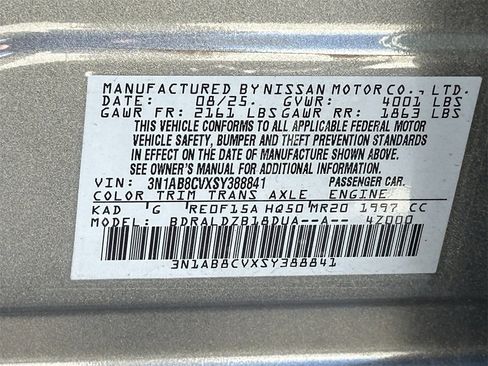 MANUFACTURED BY NISSAN MOTOR CO., LTD.
DATE: 08/25. GVWR: 4001 LBS
GAWR FR: 2161 LBS GAWR RR: 1863 LBS
THIS VEHICLE CONFORMS TO ALL APPLICABLE FEDERAL MOTOR
VEHICLE SAFETY, BUMPER AND THEFT PREVENTION STANDARDS
IN EFFECT ON THE DATE OF MANUFACTURE SHOWN ABOVE.
SEE OWNER'S MANUAL FOR ADDITIONAL INFORMATION.
VIN: 3N1AB8CVXSY388841 PASSENGER CAR.
COLOR TRIM TRANS AXLE ENGINE
KAD G RE0F15A HQ50 MR20 1997 CC
MODEL: BDRALDZB18DUA--A-- 47000
3N1AB8CVXSY388841